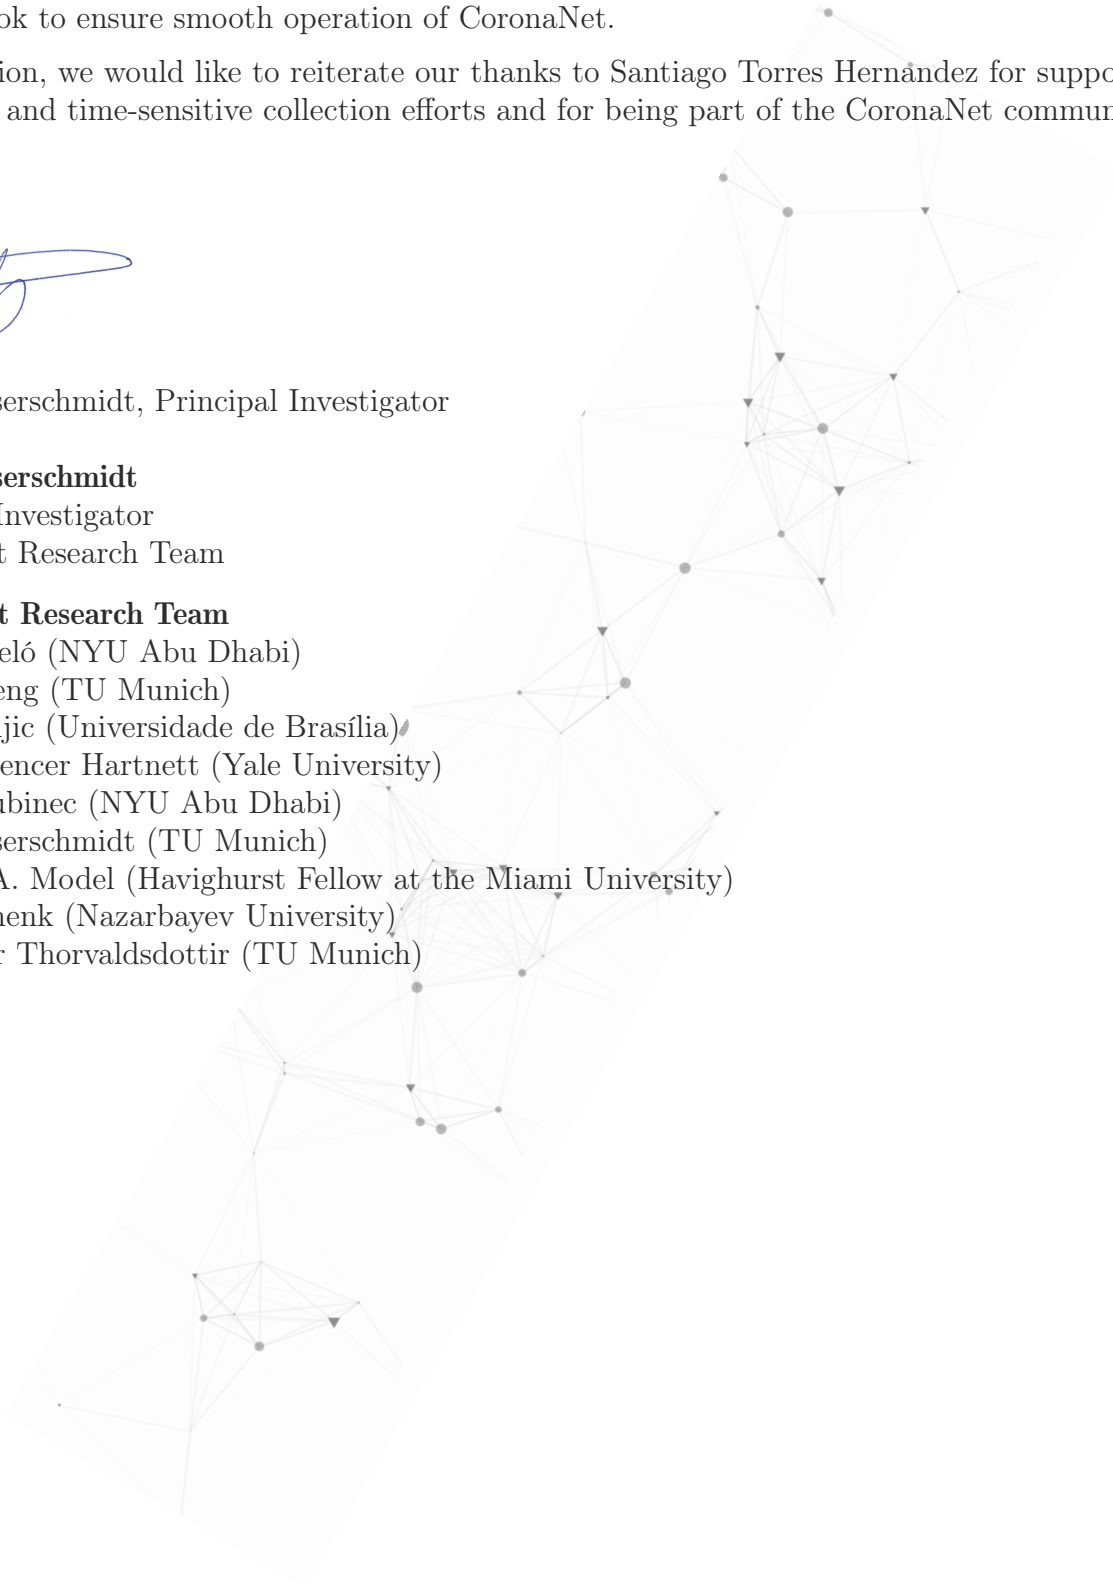 ok to ensure smooth operation of CoronaNet.
ion, we would like to reiterate our thanks to Santiago Torres Hernández for suppo
and time-sensitive collection efforts and for being part of the CoronaNet commun
serschmidt, Principal Investigator
serschmidt
Investigator
t Research Team
t Research Team
eló (NYU Abu Dhabi)
eng (TU Munich)
jic (Universidade de Brasília)
encer Hartnett (Yale University)
ubinec (NYU Abu Dhabi)
serschmidt (TU Munich)
A. Model (Havighurst Fellow at the Miami University)
henk (Nazarbayev University)
r Thorvaldsdottir (TU Munich)